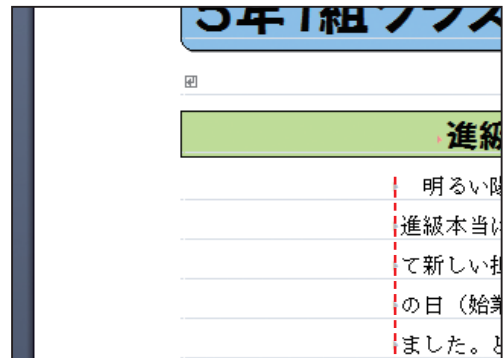 5年1組クラス
進級
明るい陽
進級本当に
て新しい担
の日（始業
ました。